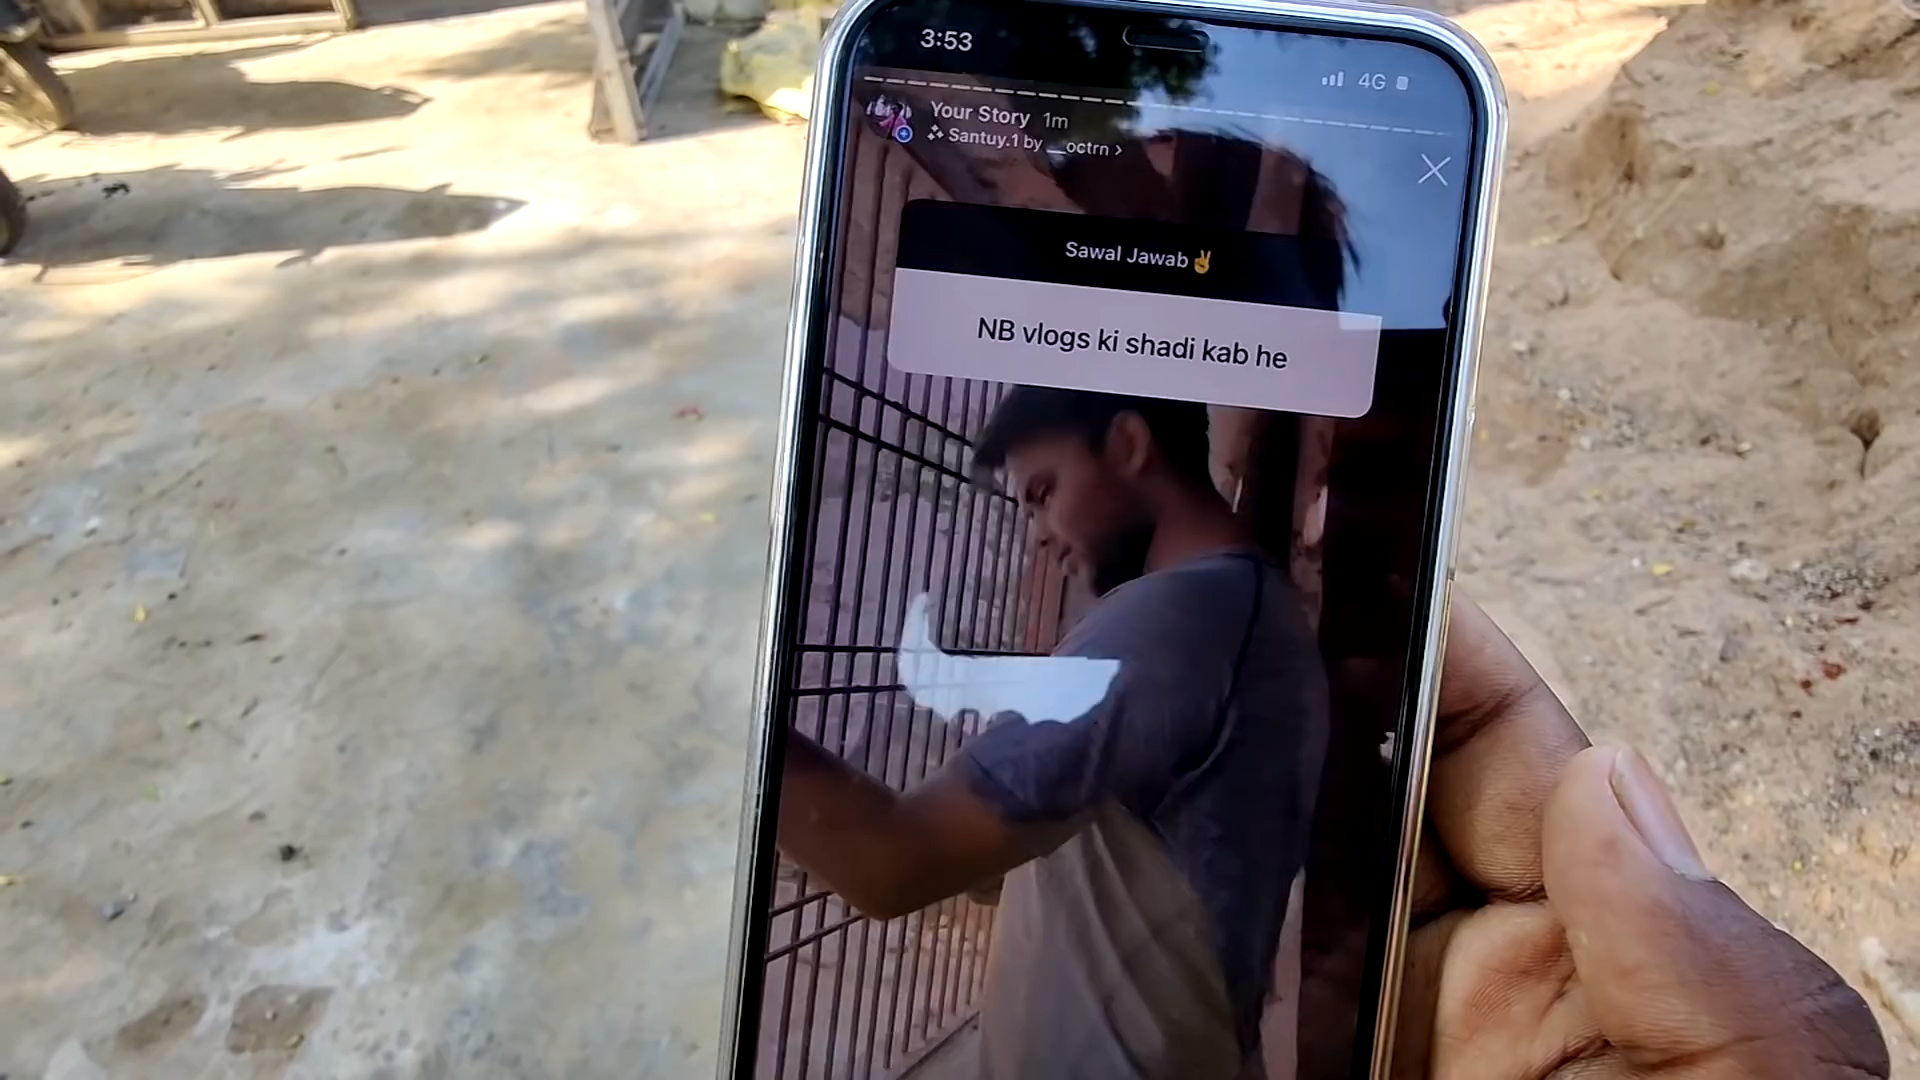 3:53
4G
Your Story 1m
Santuy.1 by __octrn >
Sawal Jawab✌
NB vlogs ki shadi kab he